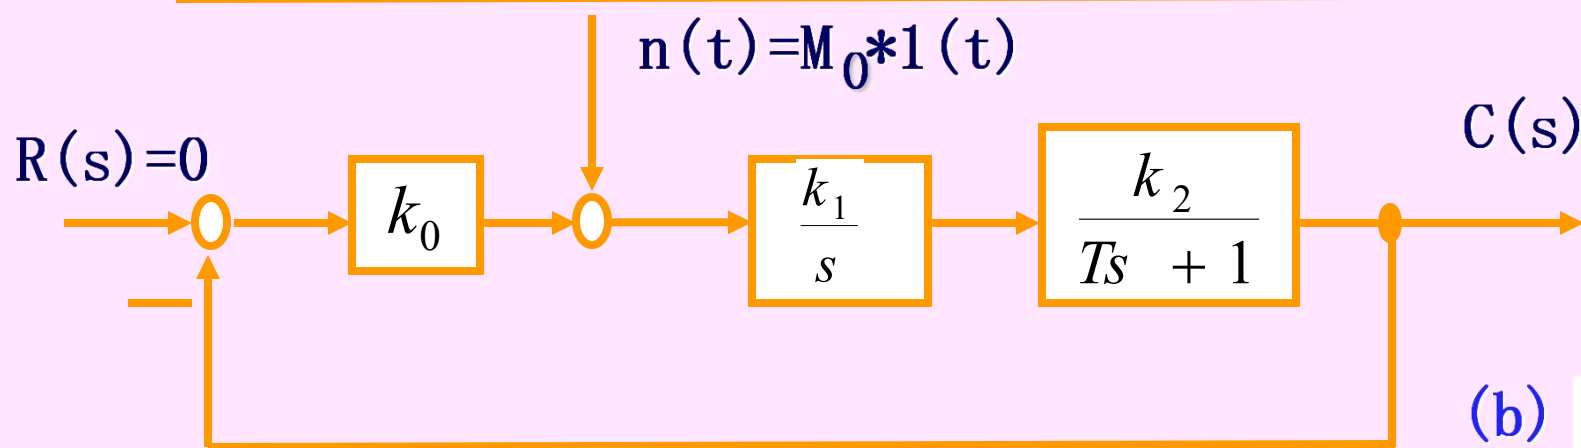 n(t)=M₀*1(t)
R(s)=0
C(s)
k₀
k₁
s
k₂
Ts + 1
—
(b)